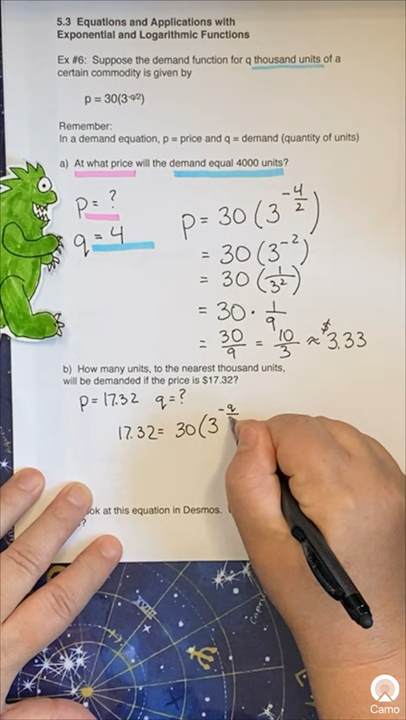 5.3 Equations and Applications with
Exponential and Logarithmic Functions
Ex #6: Suppose the demand function for q thousand units of a
certain commodity is given by
p = 30(3^-q/2)
Remember:
In a demand equation, p = price and q = demand (quantity of units)
a) At what price will the demand equal 4000 units?
p = ?
q = 4
p = 30(3^-4/2)
= 30(3^-2)
= 30(1/3^2)
= 30 · 1/9
= 30/9 = 10/3 ≈ $3.33
b) How many units, to the nearest thousand units,
will be demanded if the price is $17.32?
p = 17.32 q = ?
17.32 = 30(3^-q/
ook at this equation in Desmos.
?
Camo